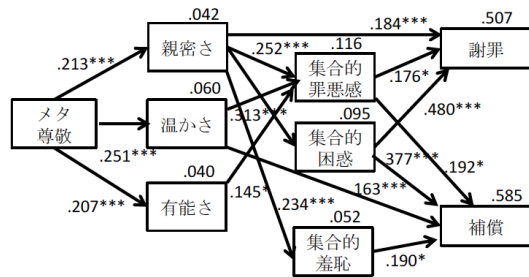 .042
.184***
.507
親密さ
.252***
.116
謝罪
.213***
集合的
罪悪感
.176*
.060
メタ
尊敬
温かさ
.313***
.095
.480***
集合的
困惑
.251***
.040
.377***
.192*
.207***
有能さ
.145*
.163***
.585
.234***
.052
補償
集合的
羞恥
.190*